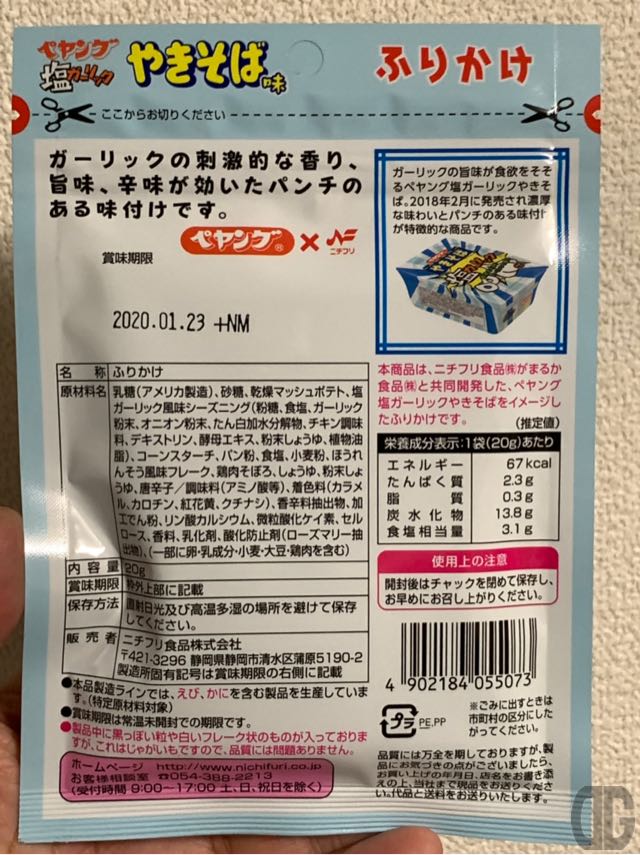 ペヤング
塩ガーリック
やきそば味
ふりかけ
ここからお切りください
ガーリックの刺激的な香り、
旨味、辛味が効いたパンチの
ある味付けです。
ペヤング® × NF
ニチフリ
賞味期限
2020.01.23 +NM
ガーリックの旨味が食欲をそそ
るペヤング塩ガーリックやきそ
ば。2018年2月に発売され濃厚
な味わいとパンチのある味付け
が特徴的な商品です。
名 称 ふりかけ
原材料名 乳糖(アメリカ製造)、砂糖、乾燥マッシュポテト、塩
ガーリック風味シーズニング(粉糖、食塩、ガーリック
粉末、オニオン粉末、たん白加水分解物、チキン調味
料、デキストリン、酵母エキス、粉末しょうゆ、植物油
脂)、コーンスターチ、パン粉、食塩、小麦粉、ほうれ
んそう風味フレーク、鶏肉そぼろ、しょうゆ、粉末しょ
うゆ、唐辛子/調味料(アミノ酸等)、着色料(カラメ
ル、カロチン、紅花黄、クチナシ)、香辛料抽出物、加
工でん粉、リン酸カルシウム、微粒酸化ケイ素、セル
ロース、香料、乳化剤、酸化防止剤(ローズマリー抽
出物)、(一部に卵・乳成分・小麦・大豆・鶏肉を含む)
内 容 量 20g
賞味期限 枠外上部に記載
保存方法 直射日光及び高温多湿の場所を避けて保存
してください。
販 売 者 ニチフリ食品株式会社
〒421-3296 静岡県静岡市清水区蒲原5190-2
製造所固有記号は賞味期限の右側に記載
●本品製造ラインでは、えび、かにを含む製品を生産していま
す。(特定原材料対象)
●賞味期限は常温未開封での期限です。
●製品中に黒っぽい粒や白いフレーク状のものが入っており
ますが、これはじゃがいもですので、品質には問題ありません。
ホームページ http://www.nichifuri.co.jp
お客様相談室 ☎054-388-2213
(受付時間 9:00〜17:00 土、日、祝日を除く)
本商品は、ニチフリ食品㈱がまるか
食品㈱と共同開発した、ペヤング
塩ガーリックやきそばをイメージし
たふりかけです。
(推定値)
栄養成分表示:1袋(20g)あたり
エネルギー 67kcal
たんぱく質 2.3g
脂 質 0.3g
炭水化物 13.8g
食塩相当量 3.1g
使用上の注意
開封後はチャックを閉めて保存し、
お早めにお召し上がりください。
4 902184 055073
プラ PE,PP
※ごみに出すときは
市町村の区分にした
がってください。
品質には万全を期しておりますが、製
品にお気づきの点がございましたら、
お買い上げの年月日、店名をお書き添
えの上、当社まで現品をお送りくださ
い。代品と送料をお送りいたします。